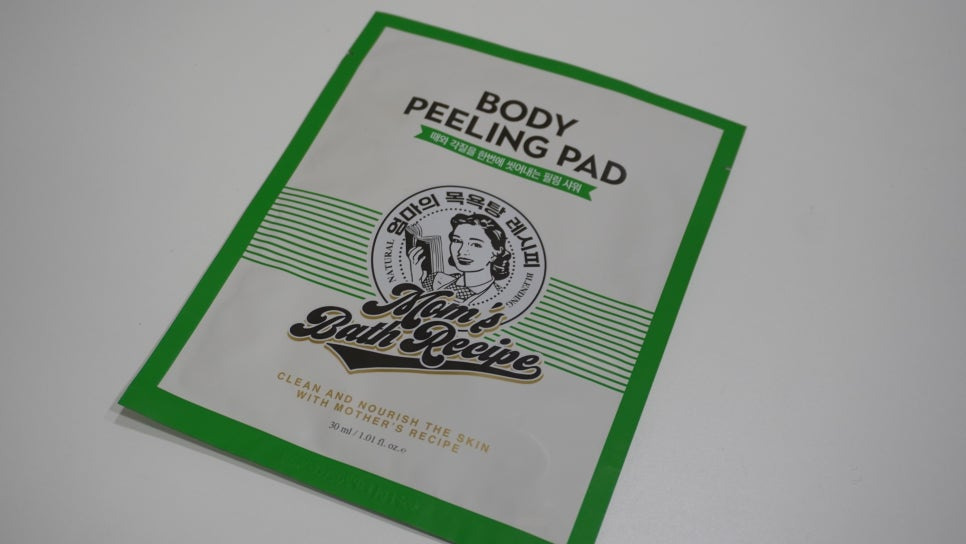 BODY
PEELING PAD
때와 각질을 한번에 씻어내는 필링 샤워
엄마의 목욕탕 레시피
NATURAL
BLENDING
Mom's
Bath Recipe
CLEAN AND NOURISH THE SKIN
WITH MOTHER'S RECIPE
30 ml / 1.01 fl. oz.℮